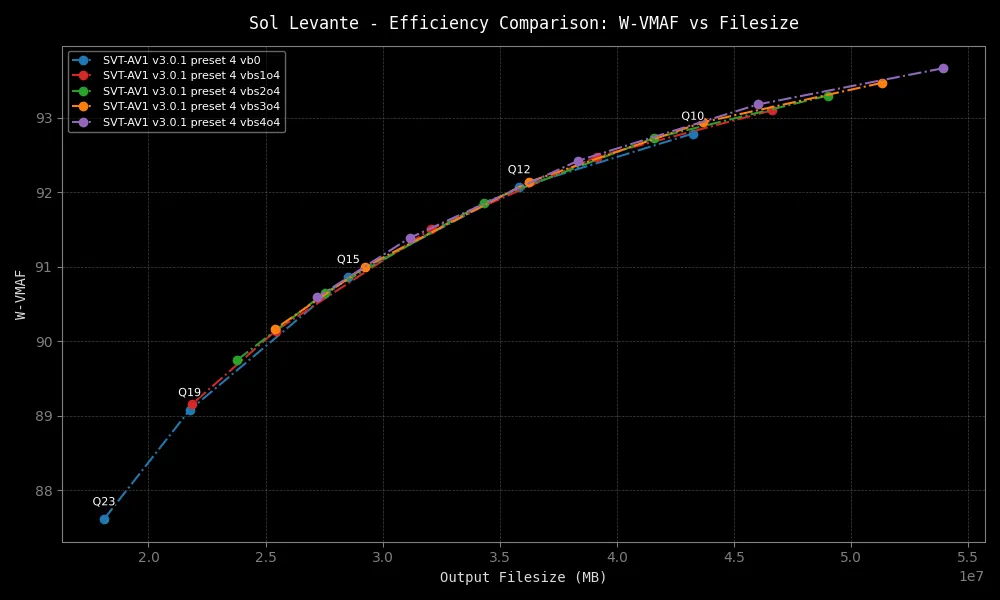 Sol Levante - Efficiency Comparison: W-VMAF vs Filesize
SVT-AV1 v3.0.1 preset 4 vb0
SVT-AV1 v3.0.1 preset 4 vbs1o4
SVT-AV1 v3.0.1 preset 4 vbs2o4
SVT-AV1 v3.0.1 preset 4 vbs3o4
SVT-AV1 v3.0.1 preset 4 vbs4o4
93
92
91
90
89
88
W-VMAF
Q10
Q12
Q15
Q19
Q23
2.0 2.5 3.0 3.5 4.0 4.5 5.0 5.5
1e7
Output Filesize (MB)